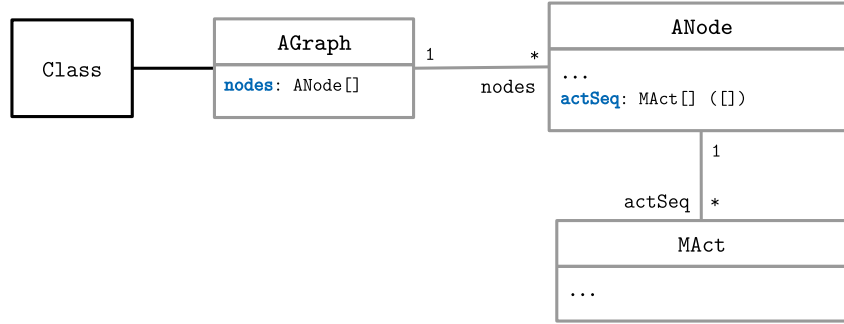 Class
AGraph
nodes: ANode[]
1
*
nodes
ANode
...
actSeq: MAct[] ([])
1
actSeq
*
MAct
...